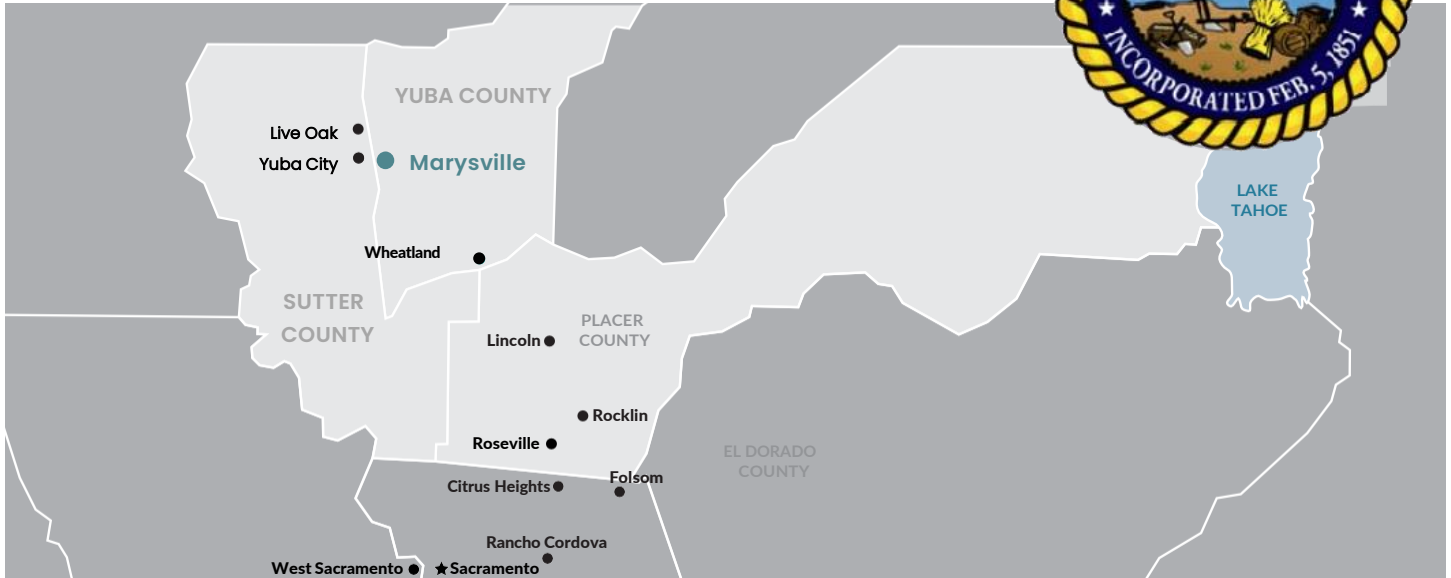 INCORPORATED FEB. 5, 1851
YUBA COUNTY
Live Oak
Yuba City
Marysville
LAKE
TAHOE
Wheatland
SUTTER
COUNTY
PLACER
COUNTY
Lincoln
Rocklin
Roseville
EL DORADO
COUNTY
Folsom
Citrus Heights
Rancho Cordova
West Sacramento
Sacramento